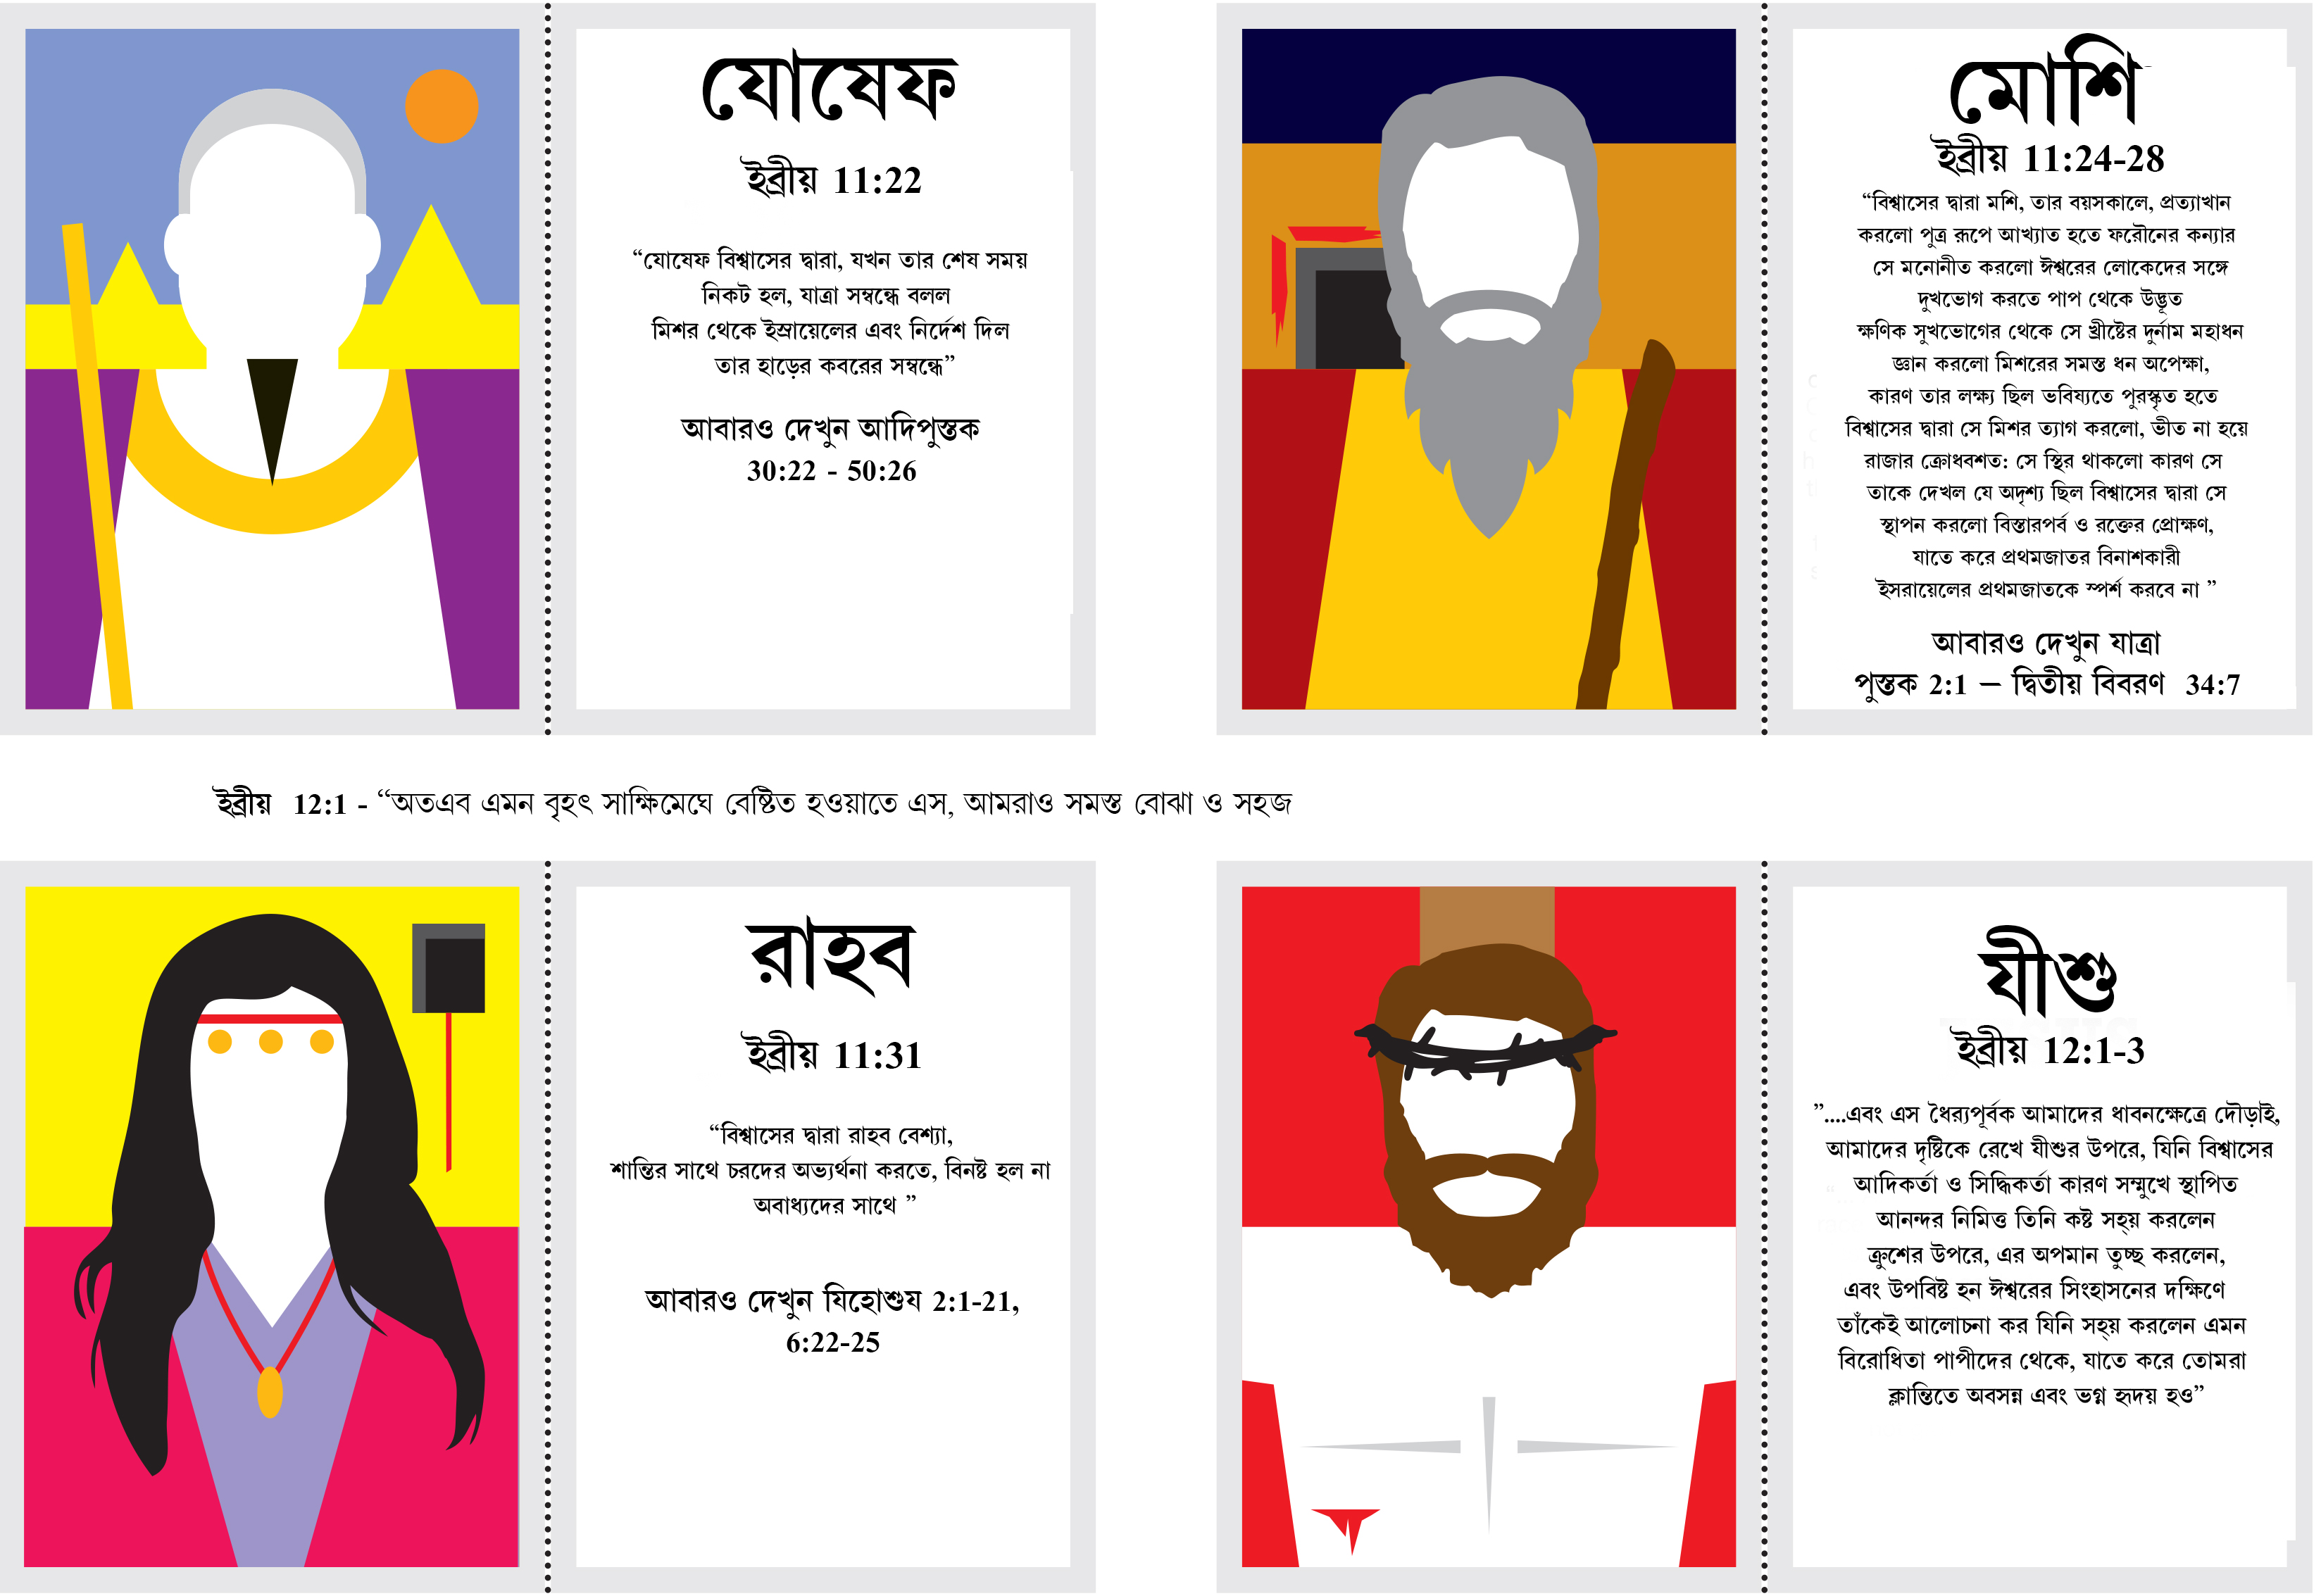 যোষেফ
ইব্রীয় 11:22
“যোষেফ বিশ্বাসের দ্বারা, যখন তার শেষ সময়
নিকট হল, যাত্রা সম্বন্ধে বলল
মিশর থেকে ইস্রায়েলের এবং নির্দেশ দিল
তার হাড়ের কবরের সম্বন্ধে”
আবারও দেখুন আদিপুস্তক
30:22 - 50:26
মোশি
ইব্রীয় 11:24-28
“বিশ্বাসের দ্বারা মশি, তার বয়সকালে, প্রত্যাখান
করলো পুত্র রূপে আখ্যাত হতে ফরৌনের কন্যার
সে মনোনীত করলো ঈশ্বরের লোকেদের সঙ্গে
দুখভোগ করতে পাপ থেকে উদ্ভূত
ক্ষণিক সুখভোগের থেকে সে খ্রীষ্টের দুর্নাম মহাধন
জ্ঞান করলো মিশরের সমস্ত ধন অপেক্ষা,
কারণ তার লক্ষ্য ছিল ভবিষ্যতে পুরস্কৃত হতে
বিশ্বাসের দ্বারা সে মিশর ত্যাগ করলো, ভীত না হয়ে
রাজার ক্রোধবশত: সে স্থির থাকলো কারণ সে
তাকে দেখল যে অদৃশ্য ছিল বিশ্বাসের দ্বারা সে
স্থাপন করলো বিস্তারপর্ব ও রক্তের প্রোক্ষণ,
যাতে করে প্রথমজাতর বিনাশকারী
ইসরায়েলের প্রথমজাতকে স্পর্শ করবে না ”
আবারও দেখুন যাত্রা
পুস্তক 2:1 – দ্বিতীয় বিবরণ 34:7
ইব্রীয় 12:1 - “অতএব এমন বৃহৎ সাক্ষিমেঘে বেষ্টিত হওয়াতে এস, আমরাও সমস্ত বোঝা ও সহজ
রাহব
ইব্রীয় 11:31
“বিশ্বাসের দ্বারা রাহব বেশ্যা,
শান্তির সাথে চরদের অভ্যর্থনা করতে, বিনষ্ট হল না
অবাধ্যদের সাথে ”
আবারও দেখুন যিহোশুয 2:1-21,
6:22-25
যীশু
ইব্রীয় 12:1-3
”....এবং এস ধৈর‍্যপূর্বক আমাদের ধাবনক্ষেত্রে দৌড়াই,
আমাদের দৃষ্টিকে রেখে যীশুর উপরে, যিনি বিশ্বাসের
আদিকর্তা ও সিদ্ধিকর্তা কারণ সম্মুখে স্থাপিত
আনন্দর নিমিত্ত তিনি কষ্ট সহ্য় করলেন
ক্রুশের উপরে, এর অপমান তুচ্ছ করলেন,
এবং উপবিষ্ট হন ঈশ্বরের সিংহাসনের দক্ষিণে
তাঁকেই আলোচনা কর যিনি সহ্য় করলেন এমন
বিরোধিতা পাপীদের থেকে, যাতে করে তোমরা
ক্লান্তিতে অবসন্ন এবং ভগ্ন হৃদয় হও”